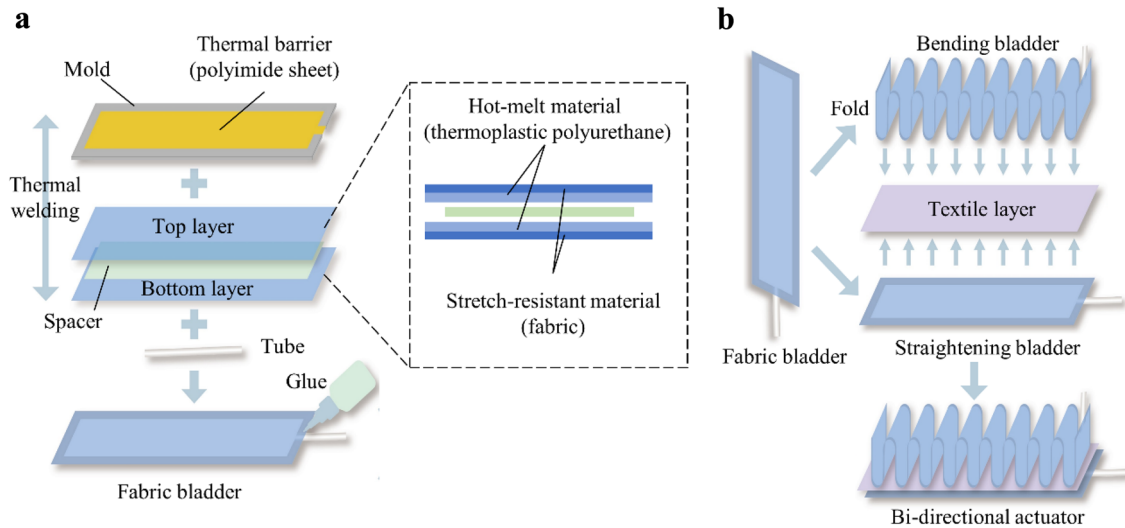 a
Thermal barrier
(polyimide sheet)
Mold
Thermal
welding
Top layer
Bottom layer
Spacer
Tube
Glue
Fabric bladder
Hot-melt material
(thermoplastic polyurethane)
Stretch-resistant material
(fabric)
b
Bending bladder
Fold
Textile layer
Fabric bladder
Straightening bladder
Bi-directional actuator